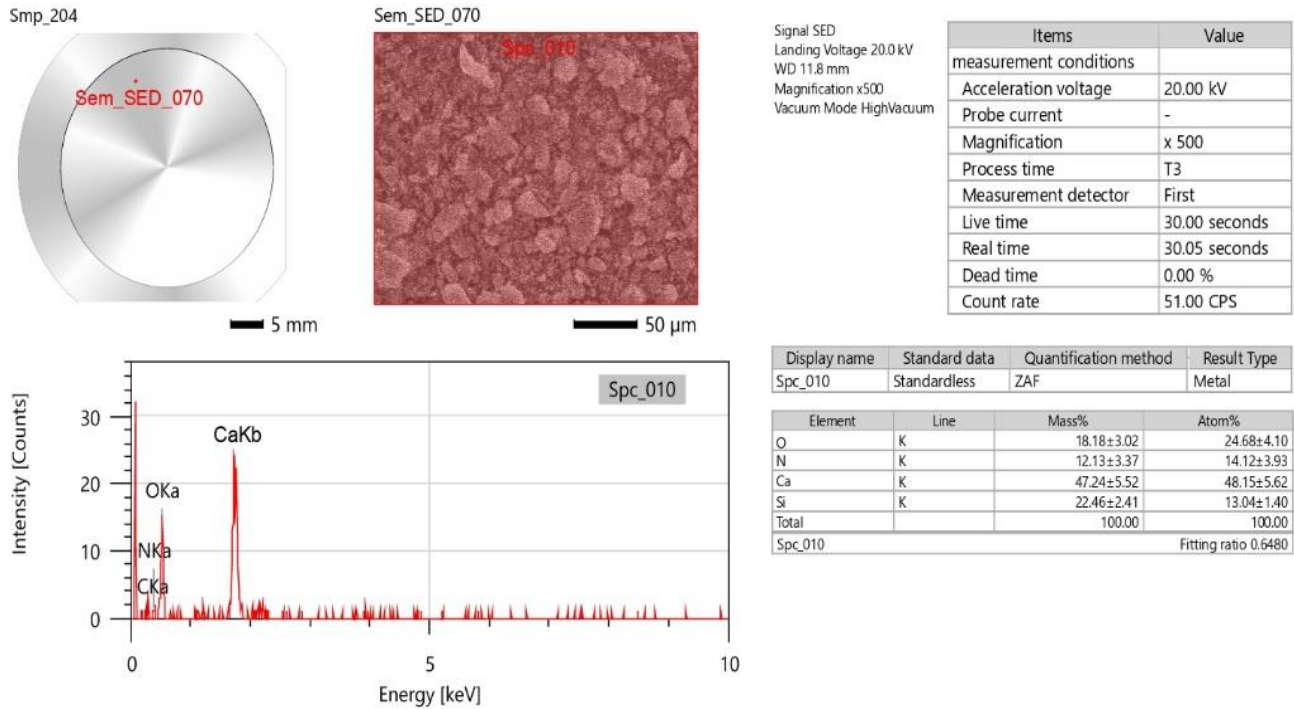 Smp_204
Sem_SED_070
Sem_SED_070
5 mm
Spc_010
50 μm
Signal SED
Landing Voltage 20.0 kV
WD 11.8 mm
Magnification x500
Vacuum Mode HighVacuum
Items Value
measurement conditions
Acceleration voltage 20.00 kV
Probe current -
Magnification x 500
Process time T3
Measurement detector First
Live time 30.00 seconds
Real time 30.05 seconds
Dead time 0.00 %
Count rate 51.00 CPS
Intensity [Counts]
30
20
10
0
Spc_010
CaKb
OKa
NKa
CKa
0 5 10
Energy [keV]
Display name Standard data Quantification method Result Type
Spc_010 Standardless ZAF Metal
Element Line Mass% Atom%
O K 18.18±3.02 24.68±4.10
N K 12.13±3.37 14.12±3.93
Ca K 47.24±5.52 48.15±5.62
Si K 22.46±2.41 13.04±1.40
Total 100.00 100.00
Spc_010 Fitting ratio 0.6480